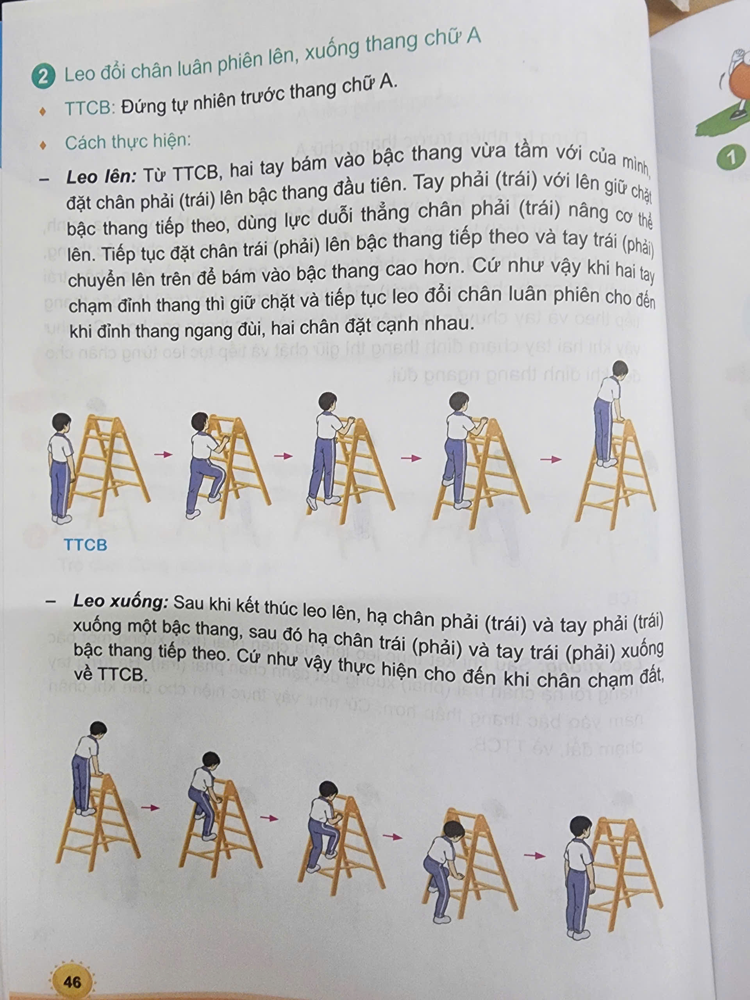 2 Leo đổi chân luân phiên lên, xuống thang chữ A
♦ TTCB: Đứng tự nhiên trước thang chữ A.
♦ Cách thực hiện:
– Leo lên: Từ TTCB, hai tay bám vào bậc thang vừa tầm với của mình,
đặt chân phải (trái) lên bậc thang đầu tiên. Tay phải (trái) với lên giữ chặt
bậc thang tiếp theo, dùng lực duỗi thẳng chân phải (trái) nâng cơ thể
lên. Tiếp tục đặt chân trái (phải) lên bậc thang tiếp theo và tay trái (phải)
chuyển lên trên để bám vào bậc thang cao hơn. Cứ như vậy khi hai tay
chạm đỉnh thang thì giữ chặt và tiếp tục leo đổi chân luân phiên cho đến
khi đỉnh thang ngang đùi, hai chân đặt cạnh nhau.
TTCB
– Leo xuống: Sau khi kết thúc leo lên, hạ chân phải (trái) và tay phải (trái)
xuống một bậc thang, sau đó hạ chân trái (phải) và tay trái (phải) xuống
bậc thang tiếp theo. Cứ như vậy thực hiện cho đến khi chân chạm đất,
về TTCB.
46
1